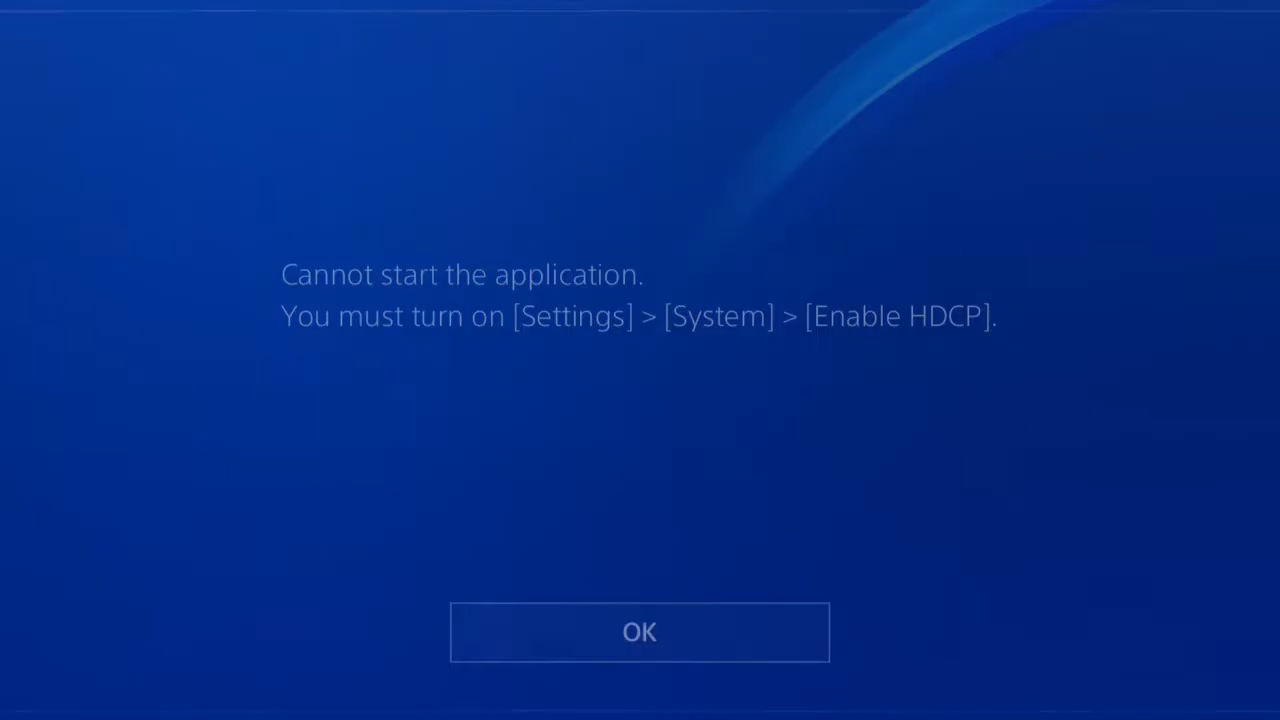 Cannot start the application.
You must turn on [Settings] > [System] > [Enable HDCP].
OK